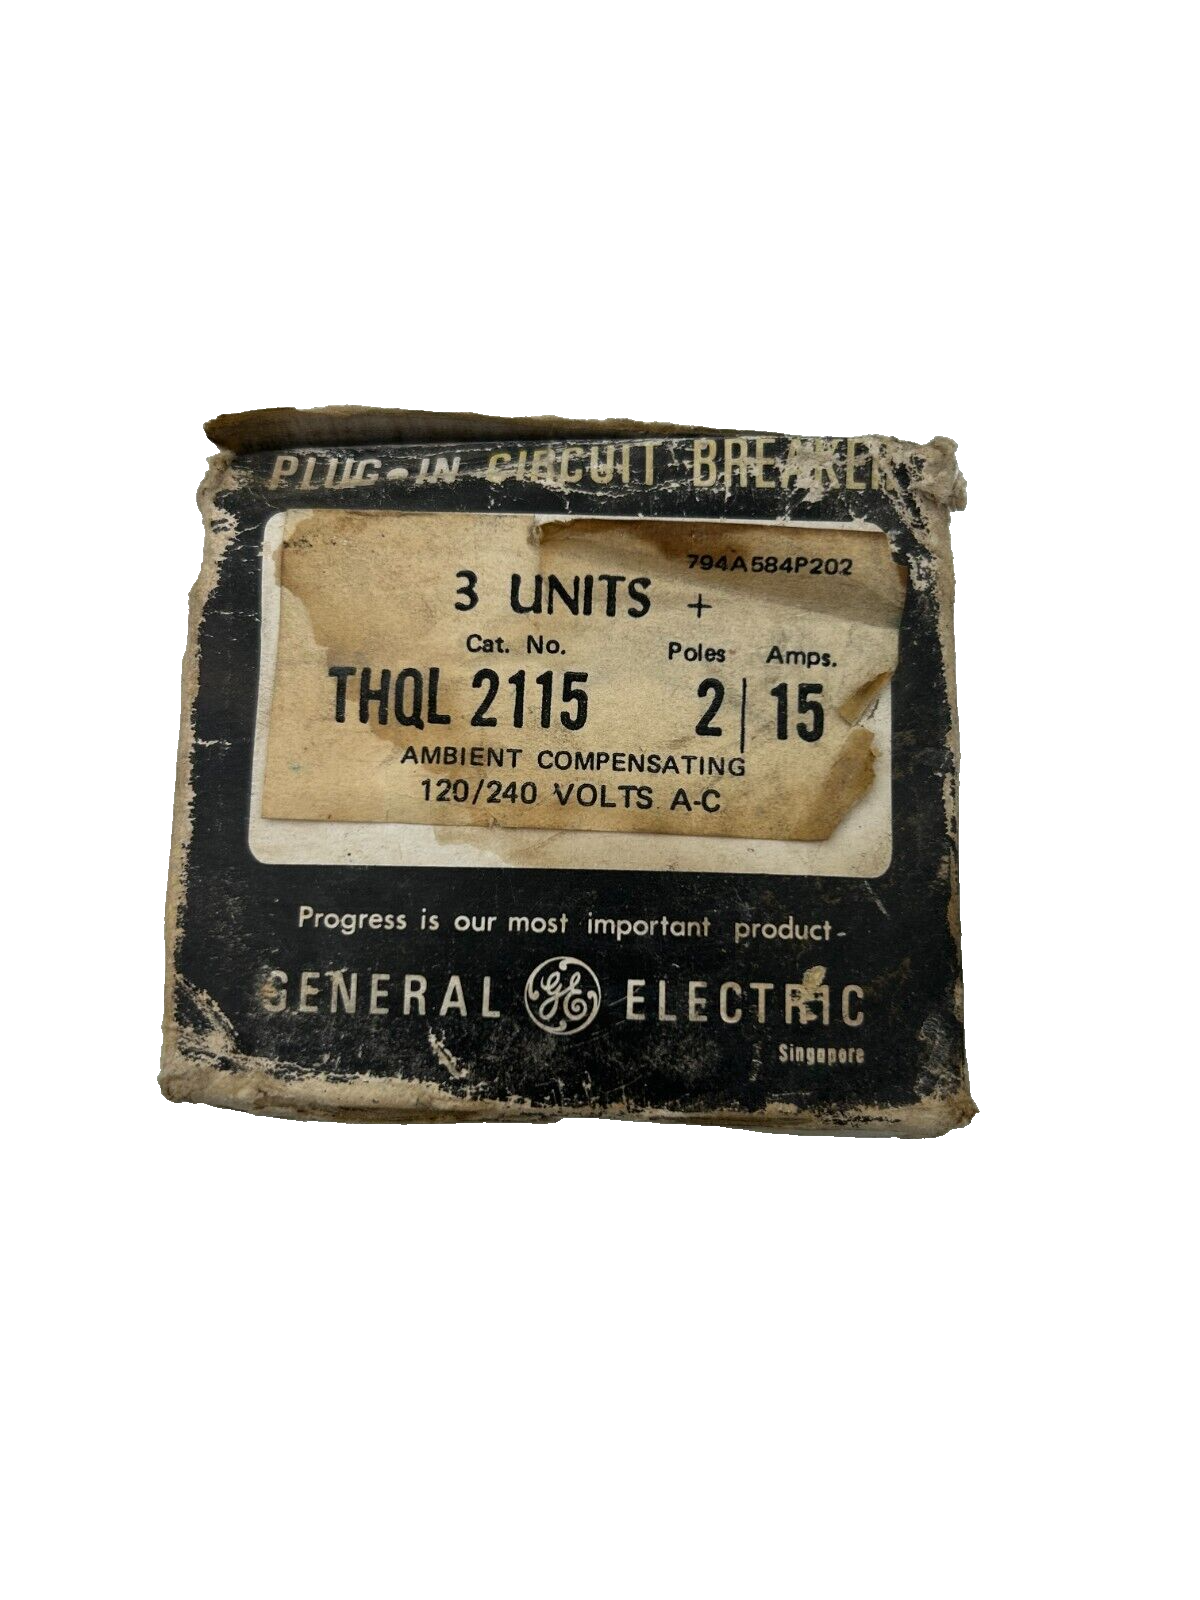 PLUG-IN CIRCUIT BREAKER
794A584P202
3 UNITS +
Cat. No. Poles Amps.
THQL 2115 2 | 15
AMBIENT COMPENSATING
120/240 VOLTS A-C
Progress is our most important product-
GENERAL GE ELECTRIC
Singapore